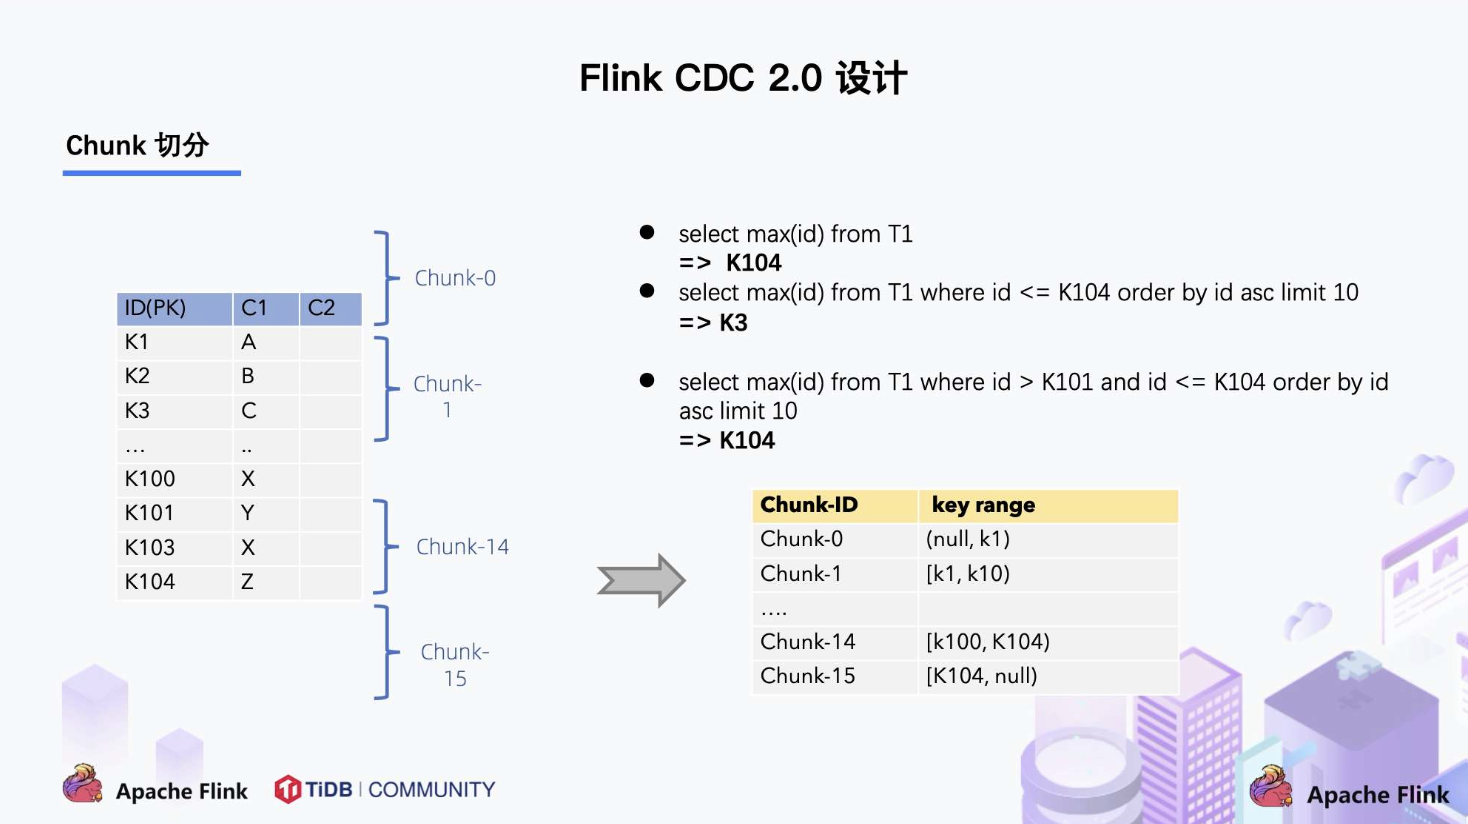 Flink CDC 2.0 设计
Chunk 切分
ID(PK) C1 C2
K1 A
K2 B
K3 C
... ..
K100 X
K101 Y
K103 X
K104 Z
Chunk-0
Chunk-
1
Chunk-14
Chunk-
15
● select max(id) from T1
=> K104
● select max(id) from T1 where id <= K104 order by id asc limit 10
=> K3
● select max(id) from T1 where id > K101 and id <= K104 order by id
asc limit 10
=> K104
Chunk-ID key range
Chunk-0 (null, k1)
Chunk-1 [k1, k10)
....
Chunk-14 [k100, K104)
Chunk-15 [K104, null)
Apache Flink TiDB | COMMUNITY
Apache Flink